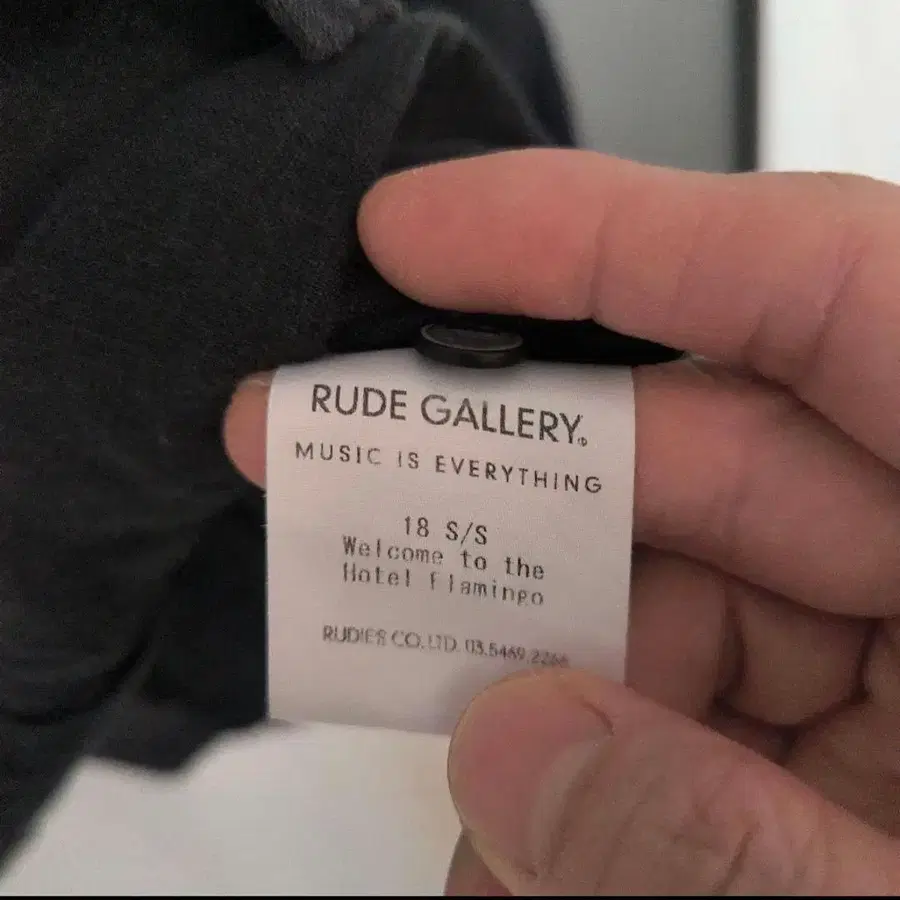 RUDE GALLERY®
MUSIC IS EVERYTHING
18 S/S
Welcome to the
Hotel Flamingo
RUDIES CO.,LTD. 03.5469.2266